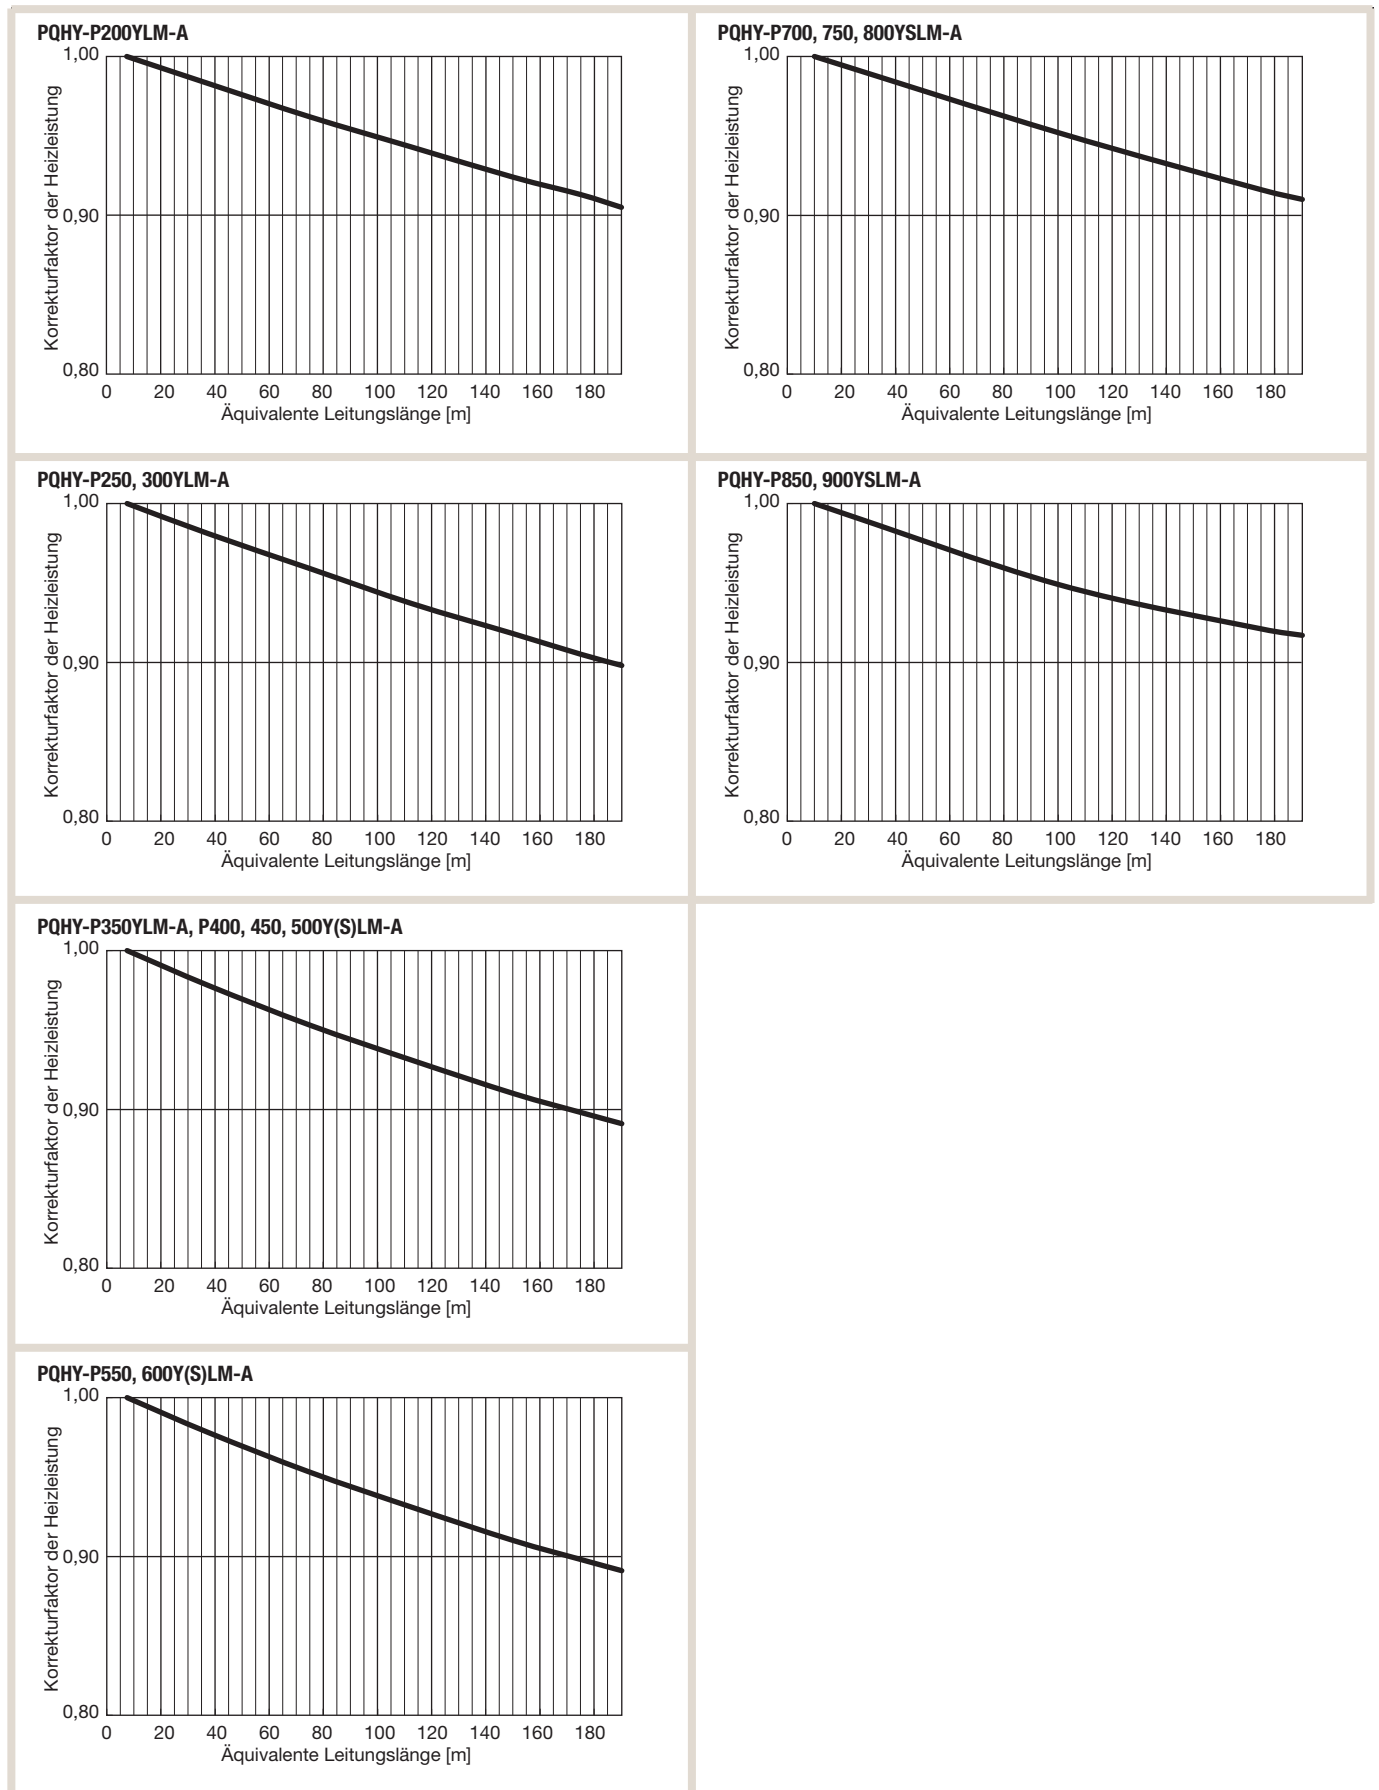 PQHY-P200YLM-A
Korrekturfaktor der Heizleistung
1,00
0,90
0,80
0 20 40 60 80 100 120 140 160 180
Äquivalente Leitungslänge [m]
PQHY-P700, 750, 800YSLM-A
Korrekturfaktor der Heizleistung
1,00
0,90
0,80
0 20 40 60 80 100 120 140 160 180
Äquivalente Leitungslänge [m]
PQHY-P250, 300YLM-A
Korrekturfaktor der Heizleistung
1,00
0,90
0,80
0 20 40 60 80 100 120 140 160 180
Äquivalente Leitungslänge [m]
PQHY-P850, 900YSLM-A
Korrekturfaktor der Heizleistung
1,00
0,90
0,80
0 20 40 60 80 100 120 140 160 180
Äquivalente Leitungslänge [m]
PQHY-P350YLM-A, P400, 450, 500Y(S)LM-A
Korrekturfaktor der Heizleistung
1,00
0,90
0,80
0 20 40 60 80 100 120 140 160 180
Äquivalente Leitungslänge [m]
PQHY-P550, 600Y(S)LM-A
Korrekturfaktor der Heizleistung
1,00
0,90
0,80
0 20 40 60 80 100 120 140 160 180
Äquivalente Leitungslänge [m]